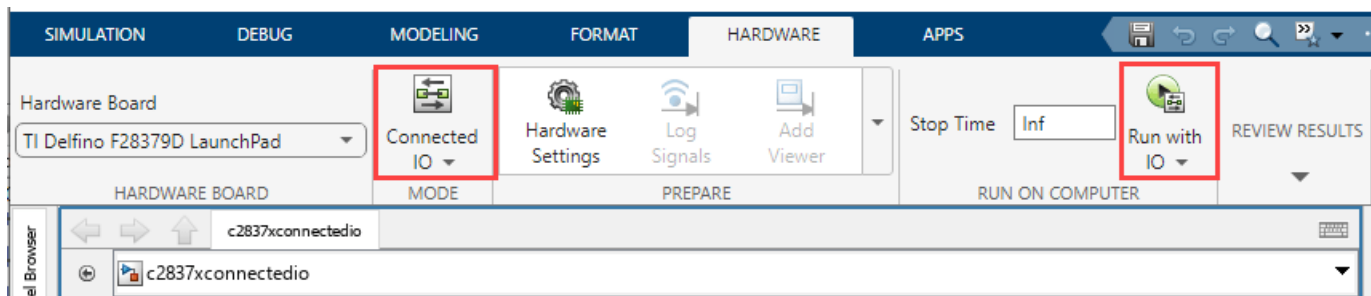 SIMULATION DEBUG MODELING FORMAT HARDWARE APPS
Hardware Board
TI Delfino F28379D LaunchPad
HARDWARE BOARD
Connected
IO
MODE
Hardware
Settings
Log
Signals
Add
Viewer
PREPARE
Stop Time Inf
Run with
IO
RUN ON COMPUTER
REVIEW RESULTS
c2837xconnectedio
c2837xconnectedio
Browser